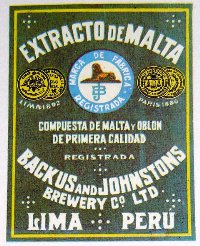 EXTRACTO DE MALTA
MARCA DE FABRICA
REGISTRADA
LIMA 1892
PARIS 1889
COMPUESTA DE MALTA Y OBLON
DE PRIMERA CALIDAD
REGISTRADA
BACKUS AND JOHNSTONS
BREWERY Co LTD
LIMA PERU